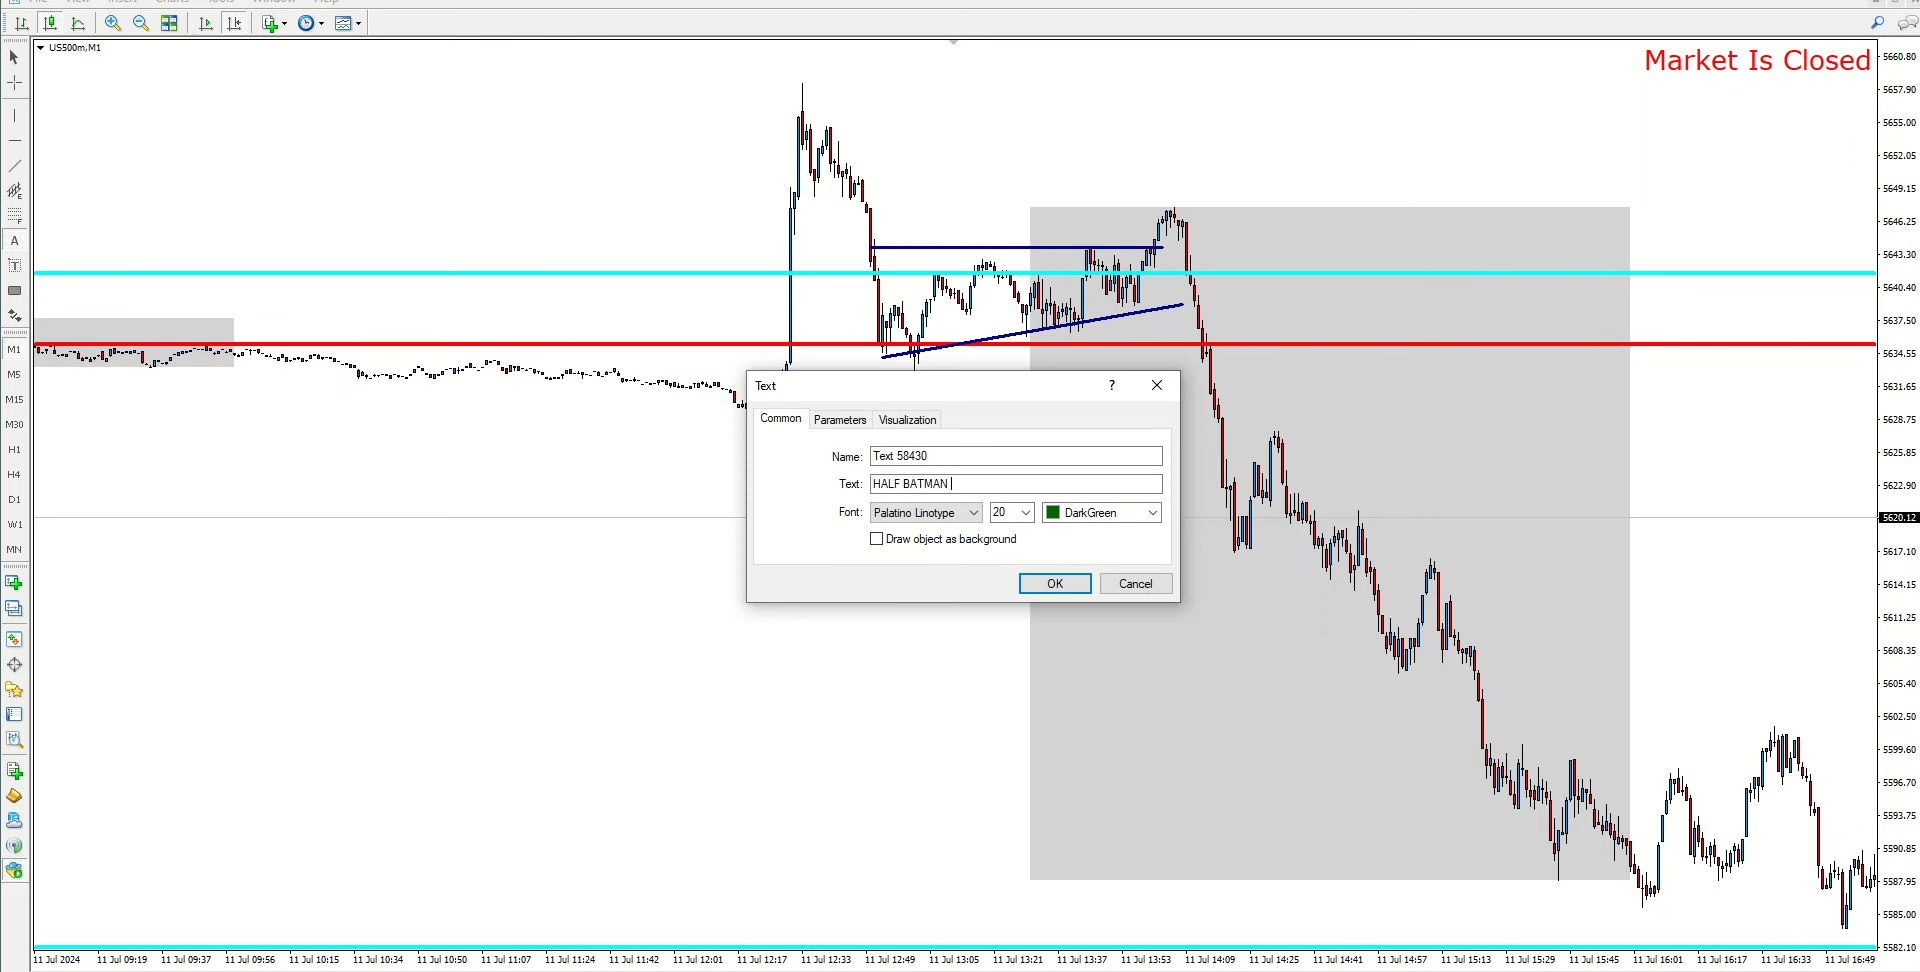 US500m,M1
Market Is Closed
5660.80
5657.90
5655.00
5652.05
5649.15
5646.25
5643.30
5640.40
5637.50
5634.55
5631.65
5628.75
5625.85
5622.90
5620.12
5617.10
5614.15
5611.25
5608.35
5605.40
5602.50
5599.60
5596.70
5593.75
5590.85
5587.95
5585.00
5582.10
A
T
M1
M5
M15
M30
H1
H4
D1
W1
MN
Text ?
Common Parameters Visualization
Name: Text 58430
Text: HALF BATMAN
Font: Palatino Linotype 20 DarkGreen
Draw object as background
OK Cancel
11 Jul 2024 11 Jul 09:19 11 Jul 09:37 11 Jul 09:56 11 Jul 10:15 11 Jul 10:34 11 Jul 10:50 11 Jul 11:07 11 Jul 11:24 11 Jul 11:42 11 Jul 12:01 11 Jul 12:17 11 Jul 12:33 11 Jul 12:49 11 Jul 13:05 11 Jul 13:21 11 Jul 13:37 11 Jul 13:53 11 Jul 14:09 11 Jul 14:25 11 Jul 14:41 11 Jul 14:57 11 Jul 15:13 11 Jul 15:29 11 Jul 15:45 11 Jul 16:01 11 Jul 16:17 11 Jul 16:33 11 Jul 16:49